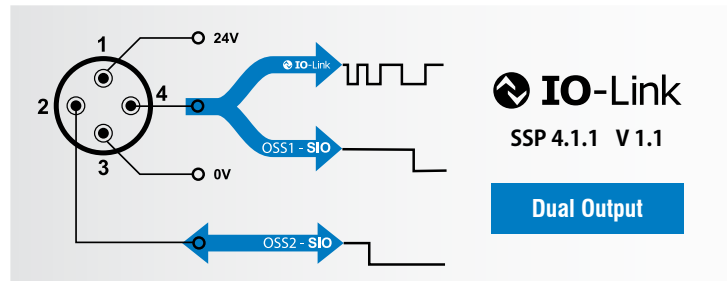 1
24V
IO-Link
2
4
IO-Link
SSP 4.1.1 V 1.1
OSS1 - SIO
3
0V
Dual Output
OSS2 - SIO